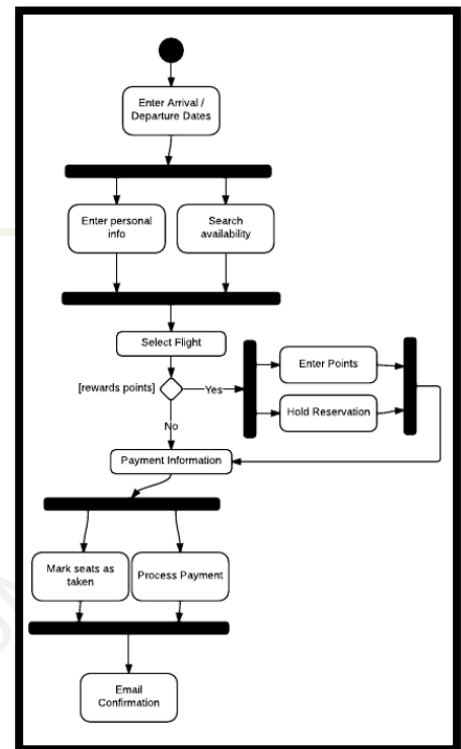 Enter Arrival /
Departure Dates
Enter personal
info
Search
availability
Select Flight
[rewards points]
Yes
Enter Points
Hold Reservation
No
Payment Information
Mark seats as
taken
Process Payment
Email
Confirmation